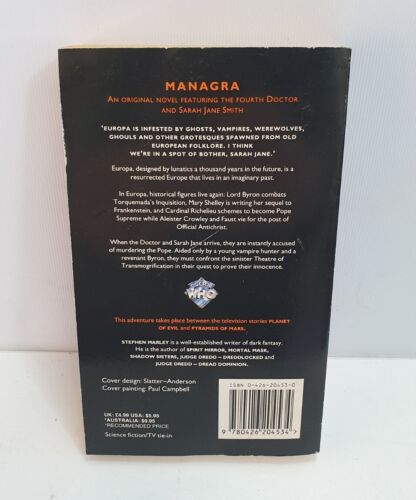 MANAGRA
AN ORIGINAL NOVEL FEATURING THE FOURTH DOCTOR
AND SARAH JANE SMITH
'EUROPA IS INFESTED BY GHOSTS, VAMPIRES, WEREWOLVES,
GHOULS AND OTHER GROTESQUES SPAWNED FROM OLD
EUROPEAN FOLKLORE. I THINK
WE'RE IN A SPOT OF BOTHER, SARAH JANE.'
Europa, designed by lunatics a thousand years in the future, is a
resurrected Europe that lives in an imaginary past.
In Europa, historical figures live again: Lord Byron combats
Torquemada's Inquisition, Mary Shelley is writing her sequel to
Frankenstein, and Cardinal Richelieu schemes to become Pope
Supreme while Aleister Crowley and Faust vie for the post of
Official Antichrist.
When the Doctor and Sarah Jane arrive, they are instantly accused
of murdering the Pope. Aided only by a young vampire hunter and a
revenant Byron, they must confront the sinister Theatre of
Transmogrification in their quest to prove their innocence.
DOCTOR
WHO
This adventure takes place between the television stories PLANET
OF EVIL and PYRAMIDS OF MARS.
STEPHEN MARLEY is a well-established writer of dark fantasy.
He is the author of SPIRIT MIRROR, MORTAL MASK,
SHADOW SISTERS, JUDGE DREDD – DREDDLOCKED and
JUDGE DREDD – DREAD DOMINION.
Cover design: Slatter–Anderson
Cover painting: Paul Campbell
UK: £4.99 USA: $5.95
*AUSTRALIA: $9.95
*RECOMMENDED PRICE
Science fiction/TV tie-in
ISBN 0-426-20453-0
9 780426 204534 >